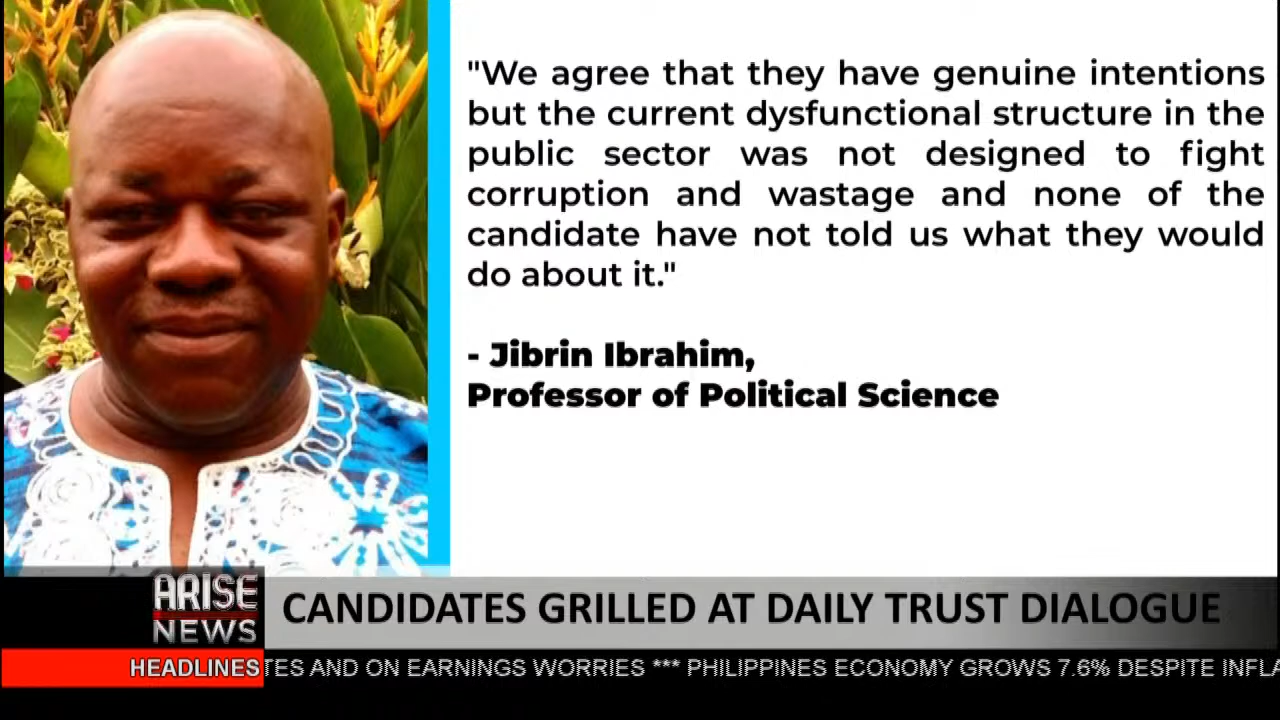 "We agree that they have genuine intentions
but the current dysfunctional structure in the
public sector was not designed to fight
corruption and wastage and none of the
candidate have not told us what they would
do about it."
- Jibrin Ibrahim,
Professor of Political Science
ARISE
NEWS
CANDIDATES GRILLED AT DAILY TRUST DIALOGUE
HEADLINES
TES AND ON EARNINGS WORRIES *** PHILIPPINES ECONOMY GROWS 7.6% DESPITE INFLA